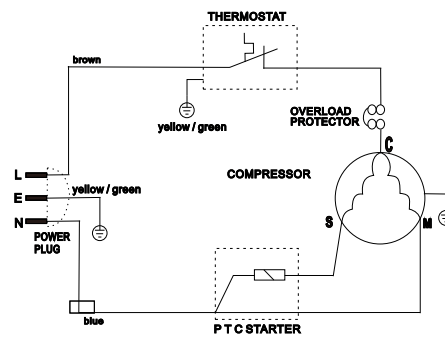 THERMOSTAT
brown
yellow / green
OVERLOAD
PROTECTOR
C
L
E
N
yellow / green
POWER
PLUG
COMPRESSOR
S
M
blue
P T C STARTER